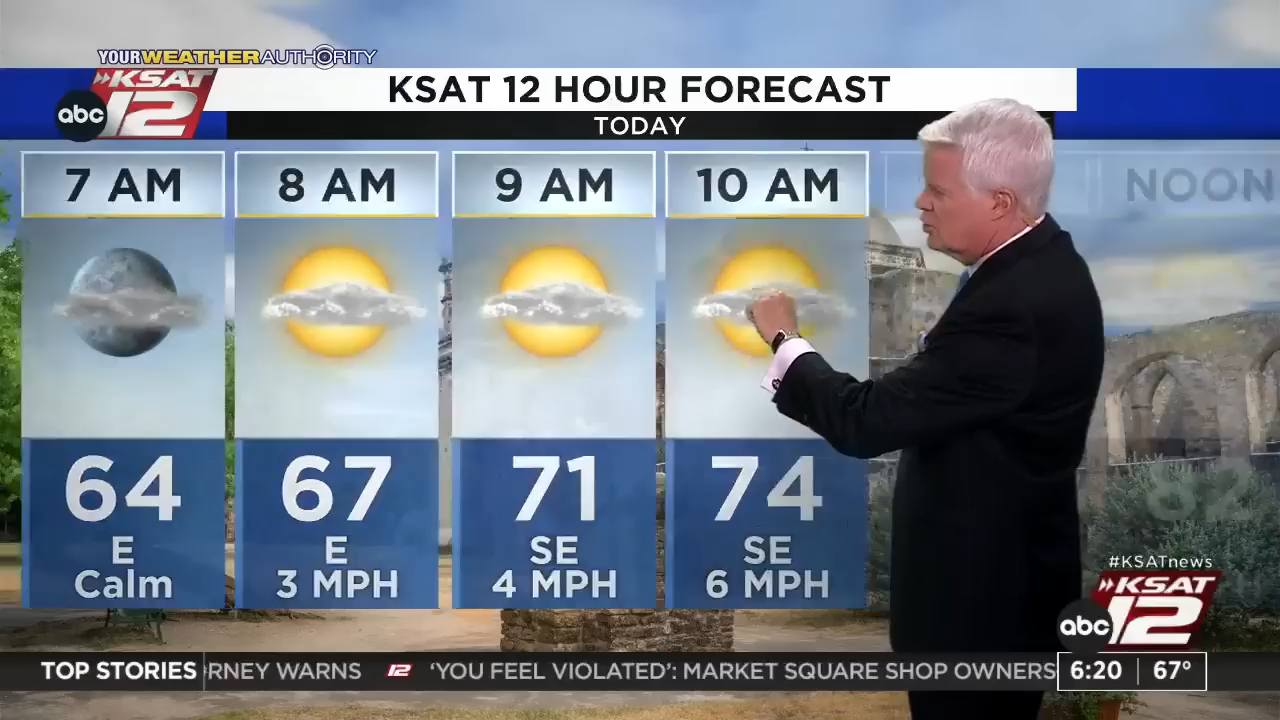 YOURWEATHERAUTHORITY
KSAT
abc 12
KSAT 12 HOUR FORECAST
TODAY
7 AM
8 AM
9 AM
10 AM
NOON
64
67
71
74
82
E
E
SE
SE
Calm
3 MPH
4 MPH
6 MPH
#KSATnews
KSAT
abc 12
TOP STORIES RNEY WARNS 12 'YOU FEEL VIOLATED': MARKET SQUARE SHOP OWNERS 6:20 67°